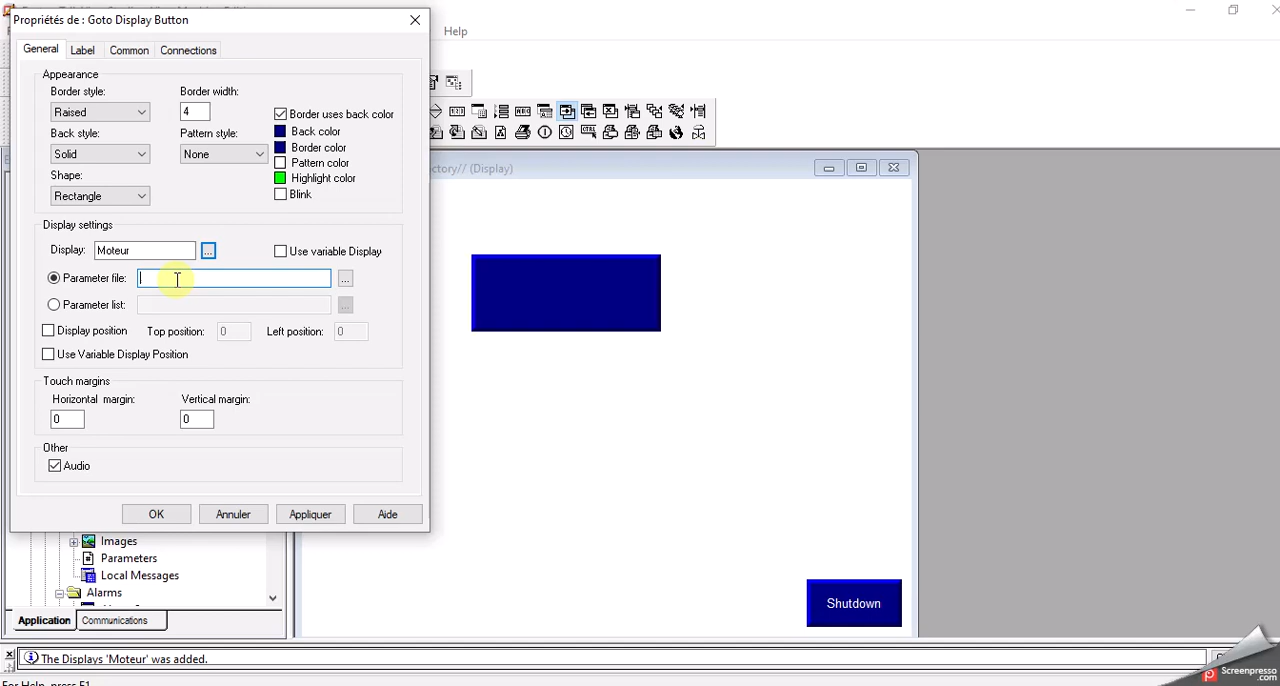 Propriétés de : Goto Display Button
Help
General
Label
Common
Connections
Appearance
Border style:
Border width:
Raised
4
Border uses back color
Back style:
Pattern style:
Back color
Border color
Solid
None
Pattern color
Shape:
Highlight color
Rectangle
Blink
ectory// (Display)
Display settings
Display:
Moteur
...
Use variable Display
Parameter file:
...
Parameter list:
...
Display position
Top position:
0
Left position:
0
Use Variable Display Position
Touch margins
Horizontal margin:
Vertical margin:
0
0
Other
Audio
OK
Annuler
Appliquer
Aide
Images
Parameters
Local Messages
Alarms
Shutdown
Application
Communications
The Displays 'Moteur' was added.
For Help, press F1
Screenpresso
.com